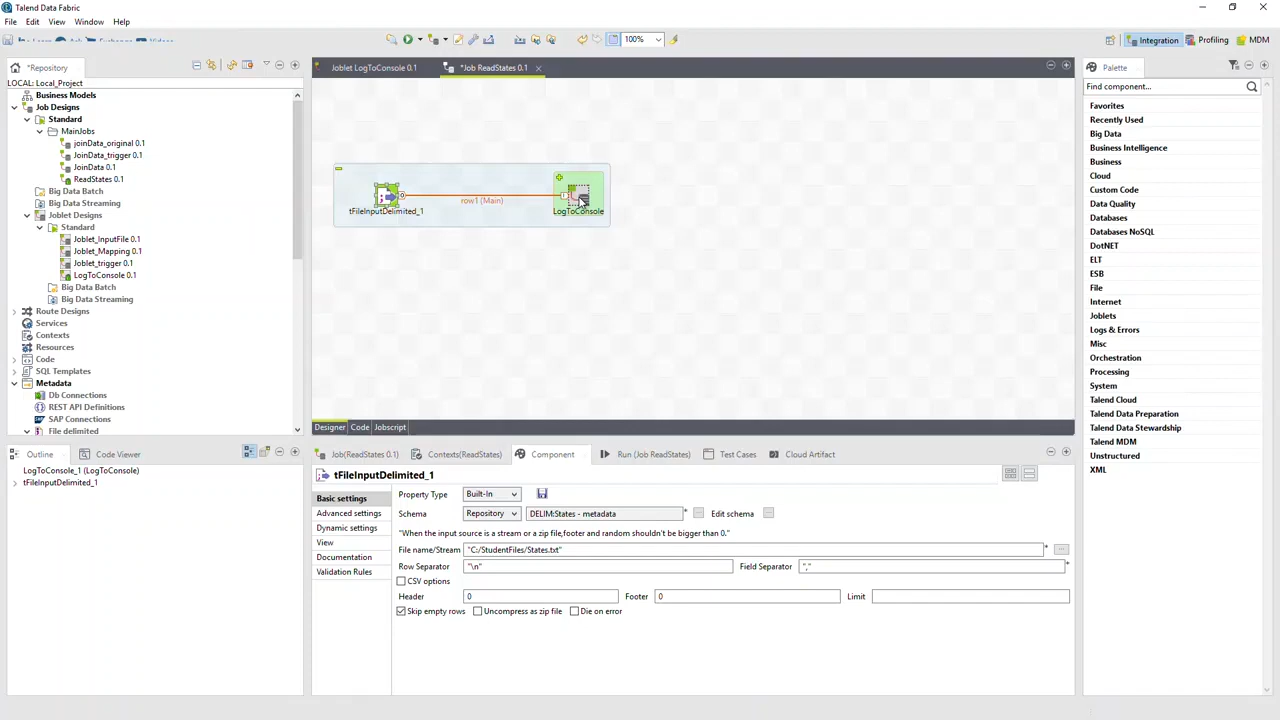 Talend Data Fabric
File Edit View Window Help
Learn Ask Exchange Videos
100%
Integration Profiling MDM
*Repository
LOCAL: Local_Project
Business Models
Job Designs
Standard
MainJobs
joinData_original 0.1
JoinData_trigger 0.1
JoinData 0.1
ReadStates 0.1
Big Data Batch
Big Data Streaming
Joblet Designs
Standard
Joblet_InputFile 0.1
Joblet_Mapping 0.1
Joblet_trigger 0.1
LogToConsole 0.1
Big Data Batch
Big Data Streaming
Route Designs
Services
Contexts
Resources
Code
SQL Templates
Metadata
Db Connections
REST API Definitions
SAP Connections
File delimited
Joblet LogToConsole 0.1
*Job ReadStates 0.1
row1 (Main)
tFileInputDelimited_1
LogToConsole
Designer Code Jobscript
Palette
Find component...
Favorites
Recently Used
Big Data
Business Intelligence
Business
Cloud
Custom Code
Data Quality
Databases
Databases NoSQL
DotNET
ELT
ESB
File
Internet
Joblets
Logs & Errors
Misc
Orchestration
Processing
System
Talend Cloud
Talend Data Preparation
Talend Data Stewardship
Talend MDM
Unstructured
XML
Outline Code Viewer
LogToConsole_1 (LogToConsole)
tFileInputDelimited_1
Job(ReadStates 0.1) Contexts(ReadStates) Component Run (Job ReadStates) Test Cases Cloud Artifact
tFileInputDelimited_1
Basic settings
Advanced settings
Dynamic settings
View
Documentation
Validation Rules
Property Type Built-In
Schema Repository DELIM:States - metadata * ... Edit schema ...
"When the input source is a stream or a zip file,footer and random shouldn't be bigger than 0."
File name/Stream "C:/StudentFiles/States.txt" * ...
Row Separator "\n" Field Separator "," *
CSV options
Header 0 Footer 0 Limit
Skip empty rows Uncompress as zip file Die on error